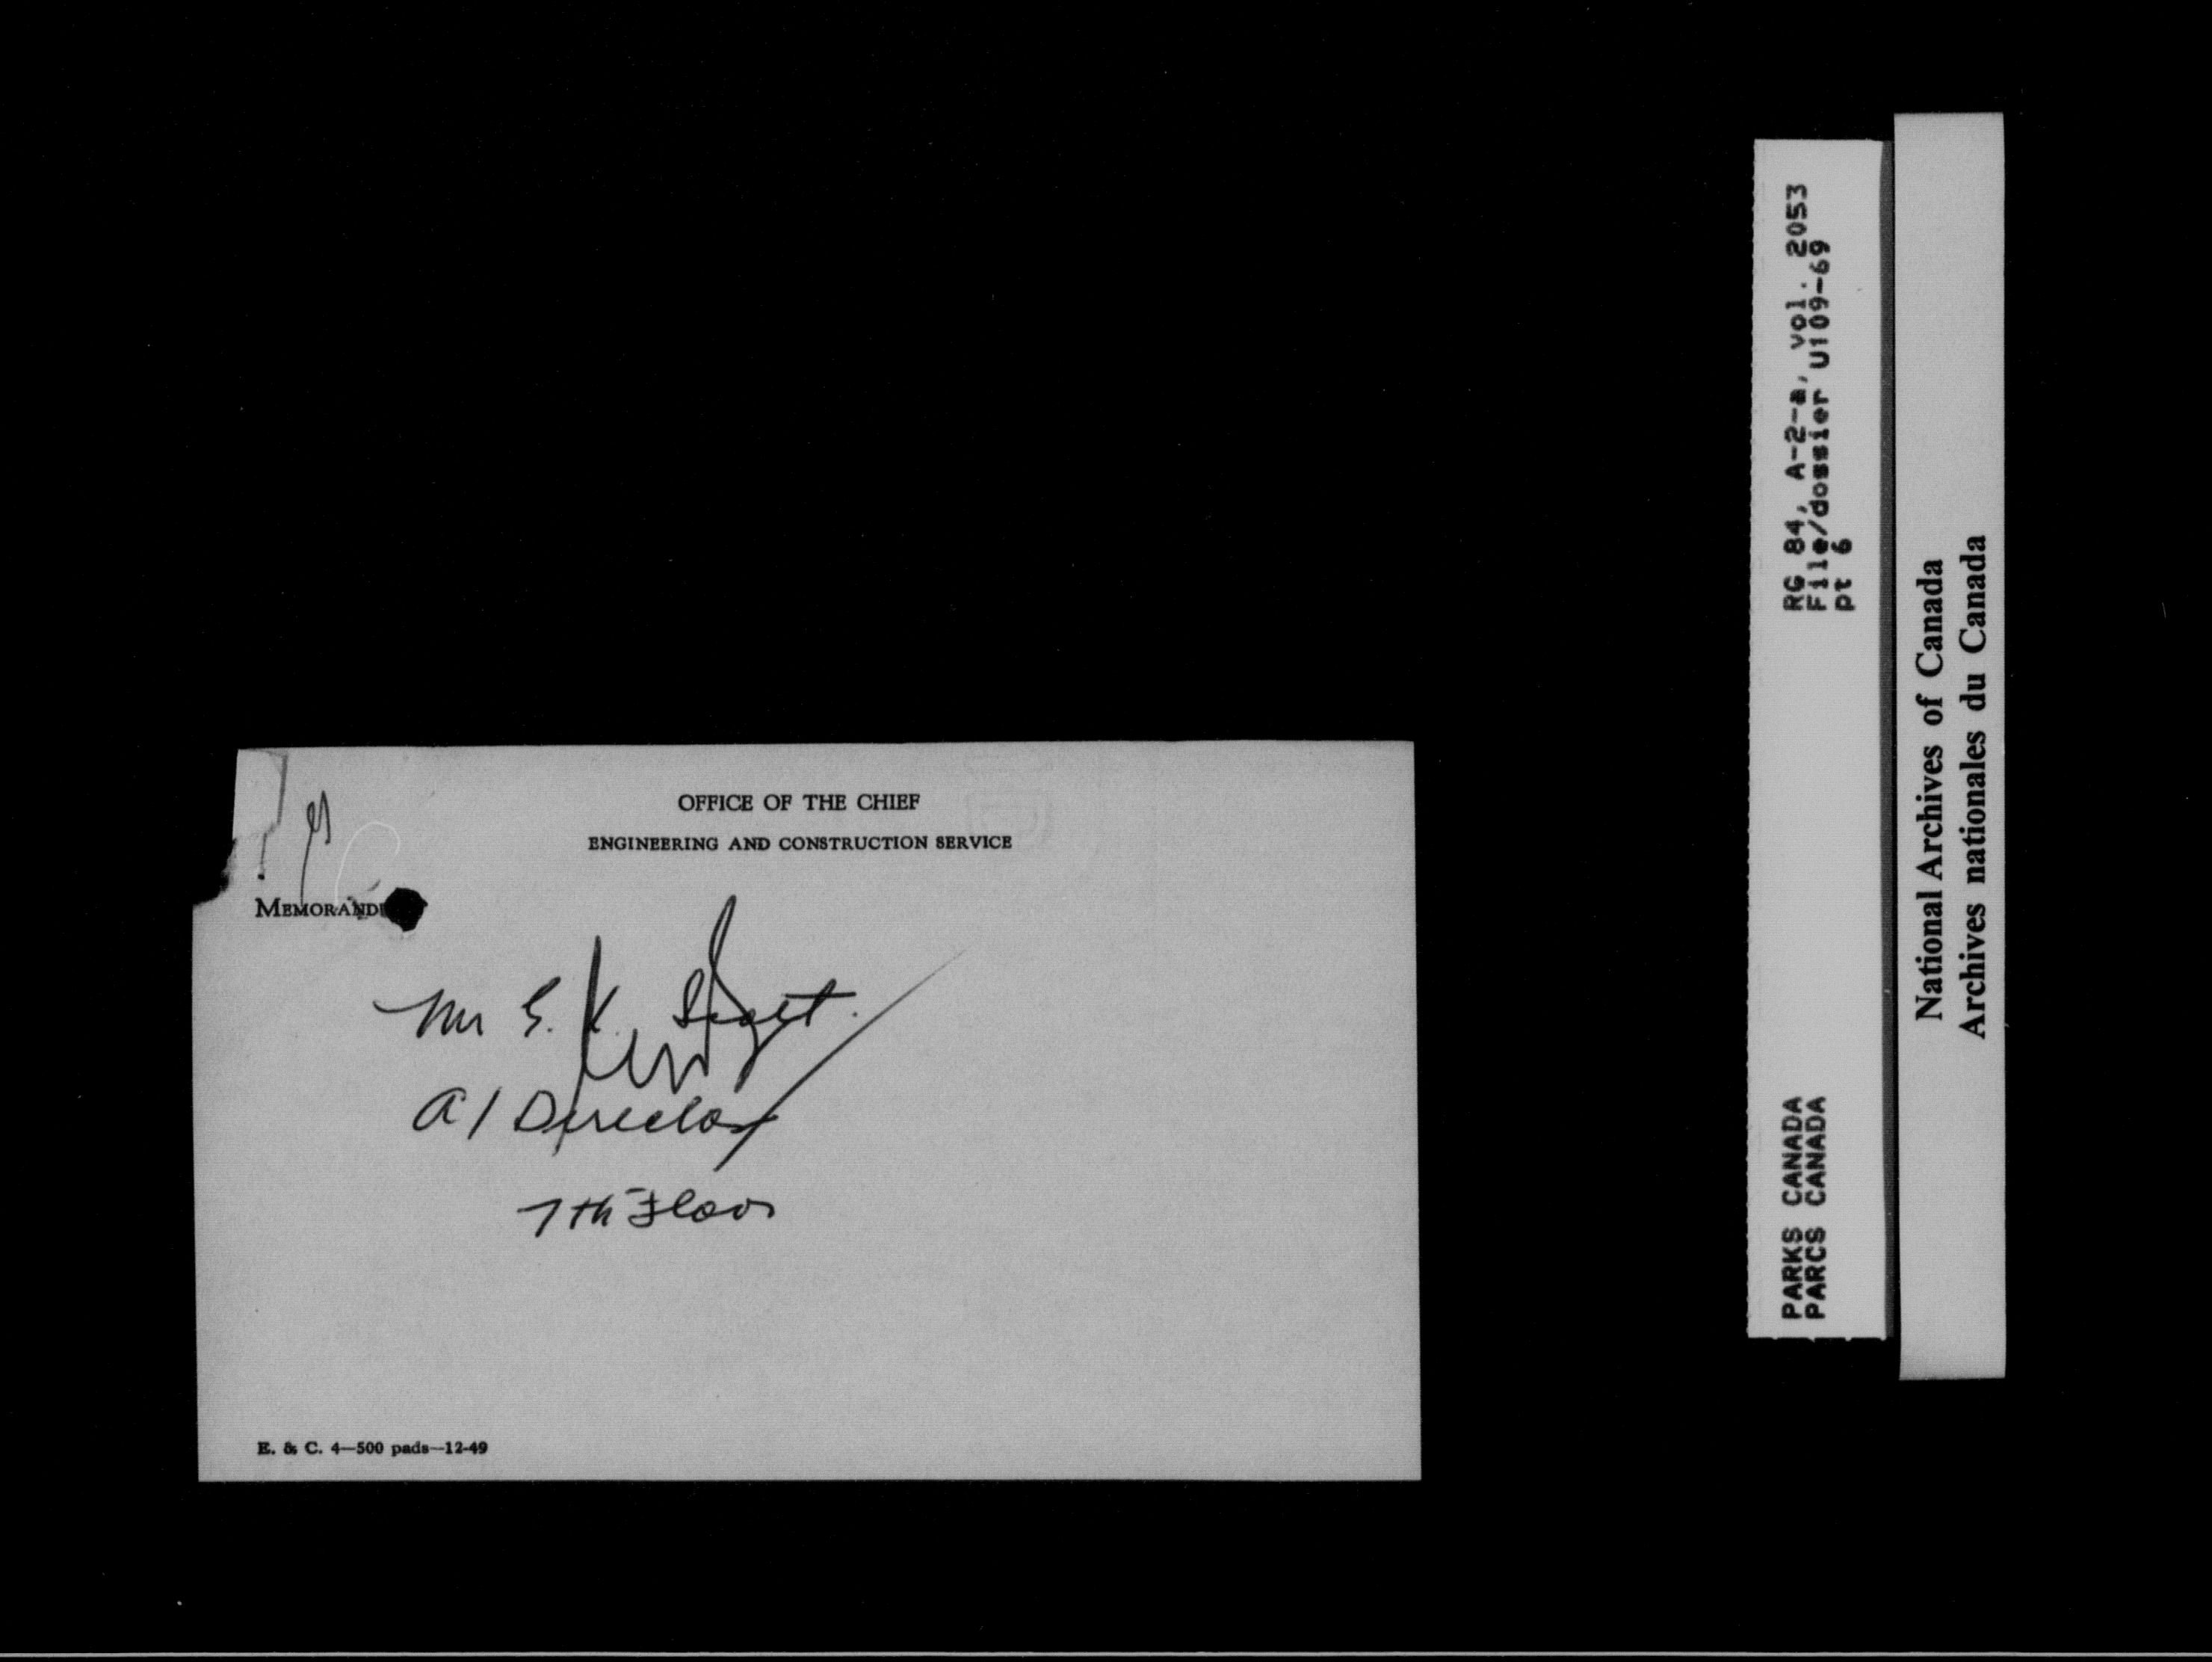 OFFICE OF THE CHIEF
ENGINEERING AND CONSTRUCTION SERVICE
MEMORAND
Mr G. K.
A/Director
7th Floor
E. & C. 4—500 pads—12-49
RG 84, A-2-a, vol. 2053
File/dossier U109-69
pt 6
PARKS CANADA
PARCS CANADA
National Archives of Canada
Archives nationales du Canada